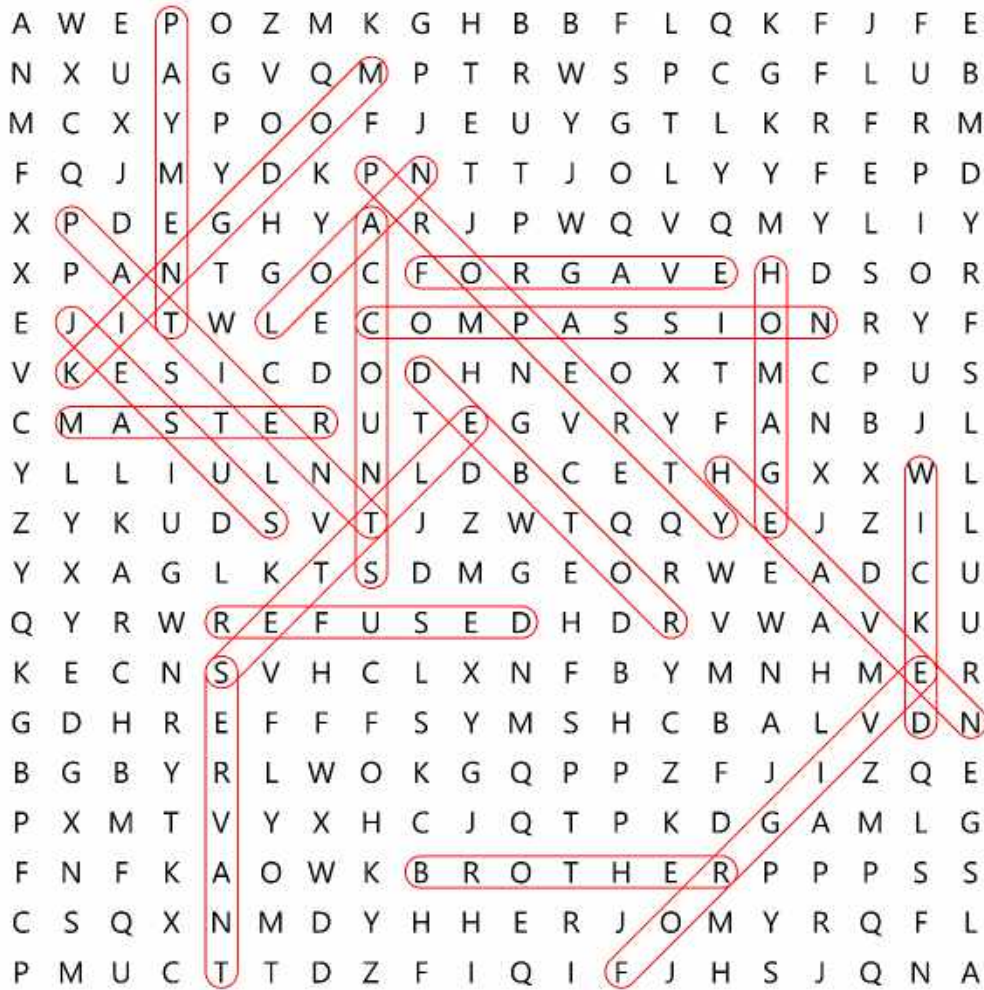 A W E P O Z M K G H B B F L Q K F J F E
N X U A G V Q M P T R W S P C G F L U B
M C X Y P O O F J E U Y G T L K R F R M
F Q J M Y D K P N T T J O L Y Y F E P D
X P D E G H Y A R J P W Q V Q M Y L I Y
X P A N T G O C F O R G A V E H D S O R
E J I T W L E C O M P A S S I O N R Y F
V K E S I C D O D H N E O X T M C P U S
C M A S T E R U T E G V R Y F A N B J L
Y L L I U L N N L D B C E T H G X X W L
Z Y K U D S V T J Z W T Q Q Y E J Z I L
Y X A G L K T S D M G E O R W E A D C U
Q Y R W R E F U S E D H D R V W A V K U
K E C N S V H C L X N F B Y M N H M E R
G D H R E F F F S Y M S H C B A L V D N
B G B Y R L W O K G Q P P Z F J I Z Q E
P X M T V Y X H C J Q T P K D G A M L G
F N F K A O W K B R O T H E R P P P S S
C S Q X N M D Y H H E R J O M Y R Q F L
P M U C T T D Z F I Q I F J H S J Q N A